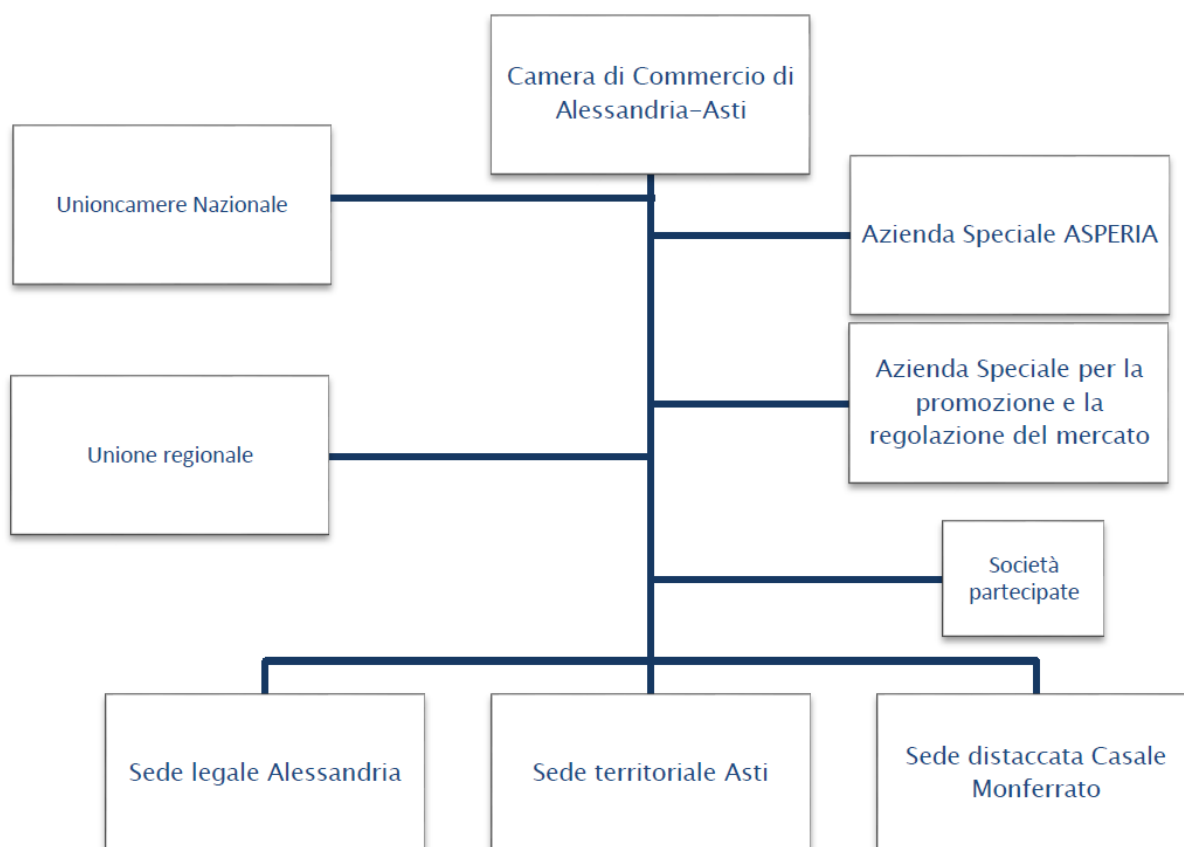 Camera di Commercio di
Alessandria-Asti
Unioncamere Nazionale
Azienda Speciale ASPERIA
Azienda Speciale per la
promozione e la
regolazione del mercato
Unione regionale
Società
partecipate
Sede legale Alessandria
Sede territoriale Asti
Sede distaccata Casale
Monferrato